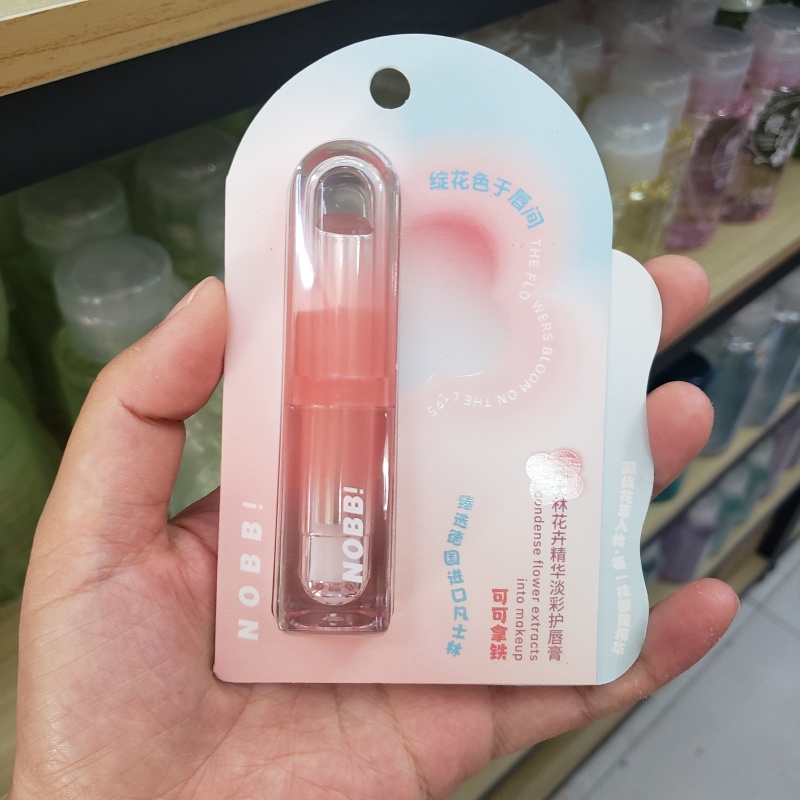 绽花色于唇间
THE FLOWERS BLOOM ON THE LIPS
NOBB!
NOBB!
臻选德国进口凡士林
林花卉精华淡彩护唇膏
condense flower extracts
into makeup
可可拿铁